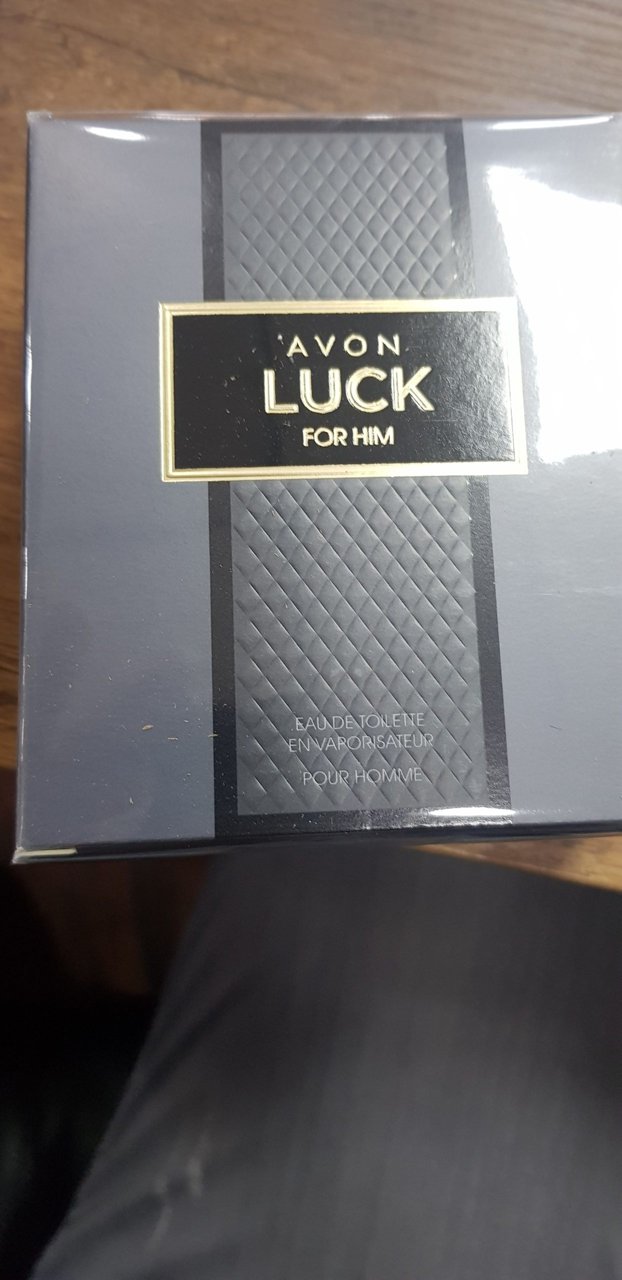 AVON
LUCK
FOR HIM
EAU DE TOILETTE
EN VAPORISATEUR
POUR HOMME